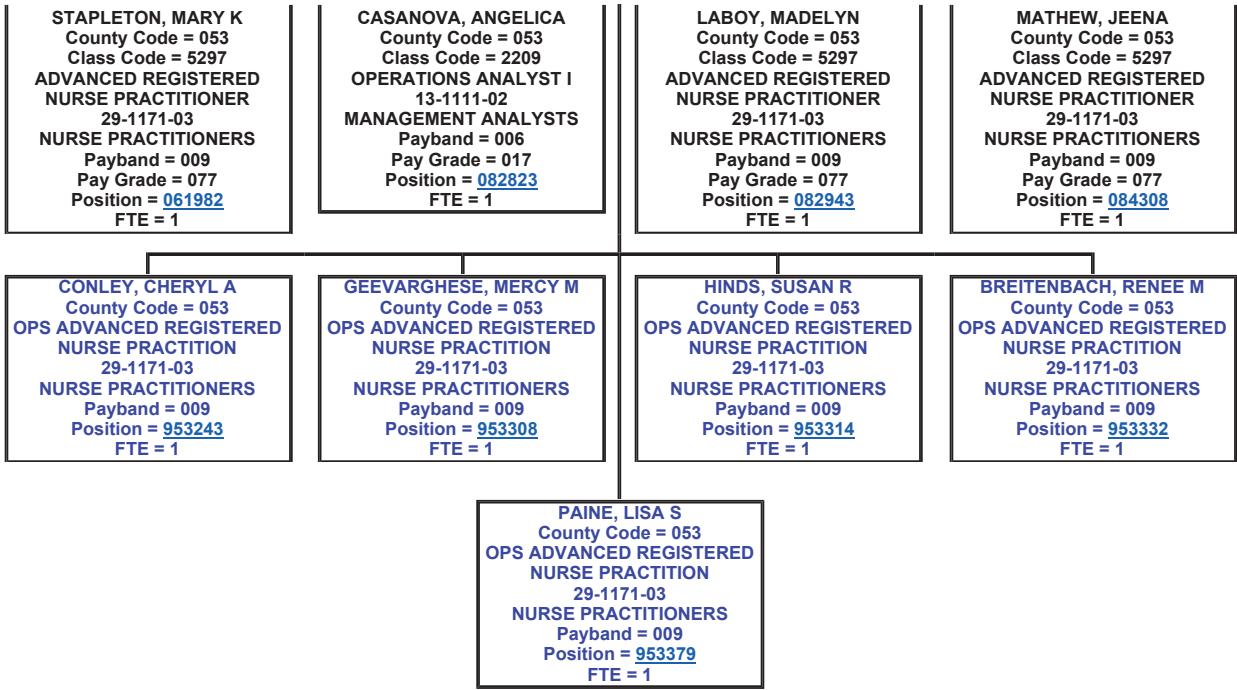 STAPLETON, MARY K
County Code = 053
Class Code = 5297
ADVANCED REGISTERED
NURSE PRACTITIONER
29-1171-03
NURSE PRACTITIONERS
Payband = 009
Pay Grade = 077
Position = 061982
FTE = 1
CASANOVA, ANGELICA
County Code = 053
Class Code = 2209
OPERATIONS ANALYST I
13-1111-02
MANAGEMENT ANALYSTS
Payband = 006
Pay Grade = 017
Position = 082823
FTE = 1
LABOY, MADELYN
County Code = 053
Class Code = 5297
ADVANCED REGISTERED
NURSE PRACTITIONER
29-1171-03
NURSE PRACTITIONERS
Payband = 009
Pay Grade = 077
Position = 082943
FTE = 1
MATHEW, JEENA
County Code = 053
Class Code = 5297
ADVANCED REGISTERED
NURSE PRACTITIONER
29-1171-03
NURSE PRACTITIONERS
Payband = 009
Pay Grade = 077
Position = 084308
FTE = 1
CONLEY, CHERYL A
County Code = 053
OPS ADVANCED REGISTERED
NURSE PRACTITION
29-1171-03
NURSE PRACTITIONERS
Payband = 009
Position = 953243
FTE = 1
GEEVARGHESE, MERCY M
County Code = 053
OPS ADVANCED REGISTERED
NURSE PRACTITION
29-1171-03
NURSE PRACTITIONERS
Payband = 009
Position = 953308
FTE = 1
HINDS, SUSAN R
County Code = 053
OPS ADVANCED REGISTERED
NURSE PRACTITION
29-1171-03
NURSE PRACTITIONERS
Payband = 009
Position = 953314
FTE = 1
BREITENBACH, RENEE M
County Code = 053
OPS ADVANCED REGISTERED
NURSE PRACTITION
29-1171-03
NURSE PRACTITIONERS
Payband = 009
Position = 953332
FTE = 1
PAINE, LISA S
County Code = 053
OPS ADVANCED REGISTERED
NURSE PRACTITION
29-1171-03
NURSE PRACTITIONERS
Payband = 009
Position = 953379
FTE = 1